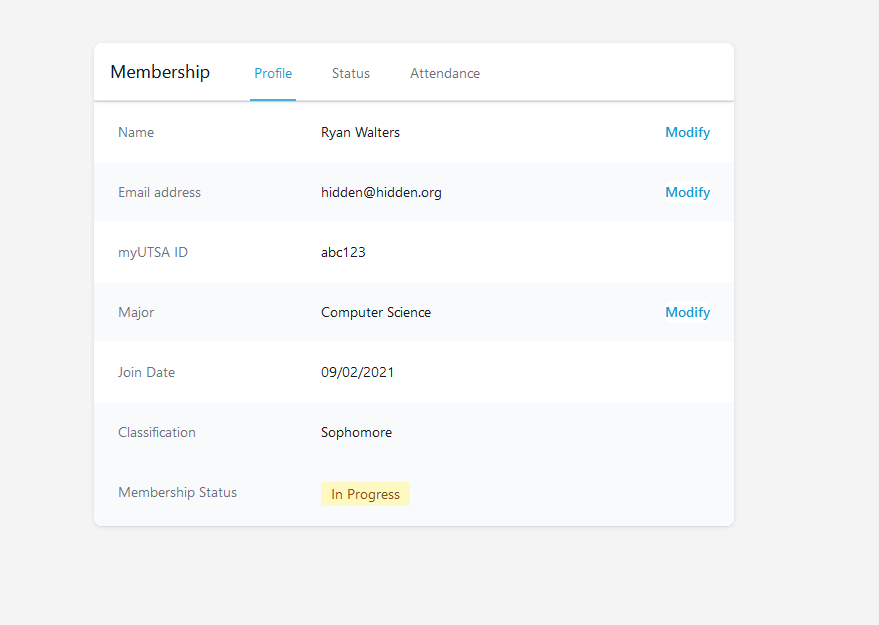 Membership Profile Status Attendance
Name Ryan Walters Modify
Email address hidden@hidden.org Modify
myUTSA ID abc123
Major Computer Science Modify
Join Date 09/02/2021
Classification Sophomore
Membership Status In Progress